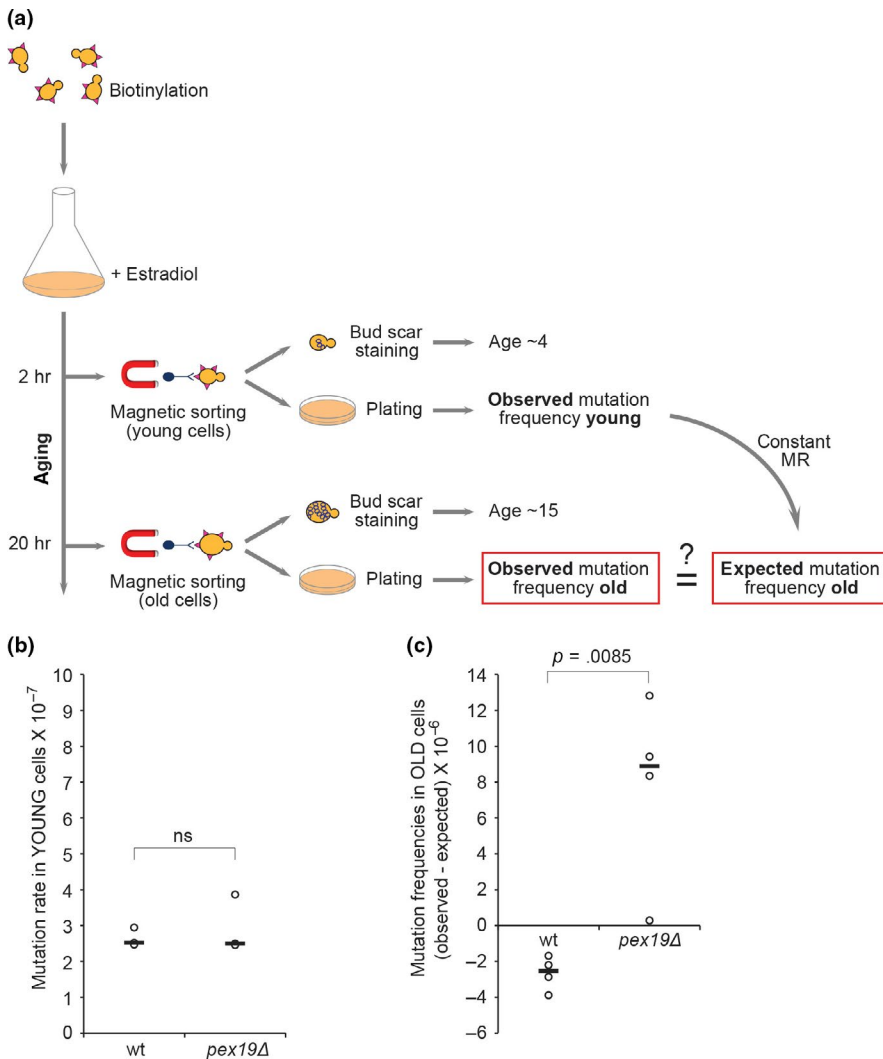 (a)
Biotinylation
+ Estradiol
Aging
2 hr
Magnetic sorting
(young cells)
Bud scar
staining
Age ~4
Plating
Observed mutation
frequency young
Constant
MR
20 hr
Magnetic sorting
(old cells)
Bud scar
staining
Age ~15
Plating
Observed mutation
frequency old
?
=
Expected mutation
frequency old
(b)
Mutation rate in YOUNG cells X 10⁻⁷
10
9
8
7
6
5
4
3
2
1
0
ns
wt
pex19Δ
(c)
Mutation frequencies in OLD cells
(observed - expected) X 10⁻⁶
p = .0085
14
12
10
8
6
4
2
0
–2
–4
–6
wt
pex19Δ